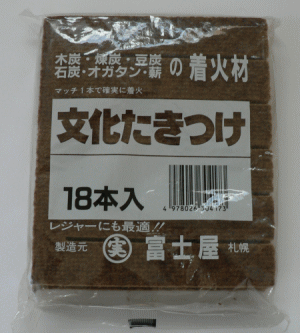 木炭・煉炭・豆炭
石炭・オガタン・薪 の 着火材
マッチ1本で確実に着火
文化たきつけ
18本入
レジャーにも最適!!
製造元 実 富士屋 札幌